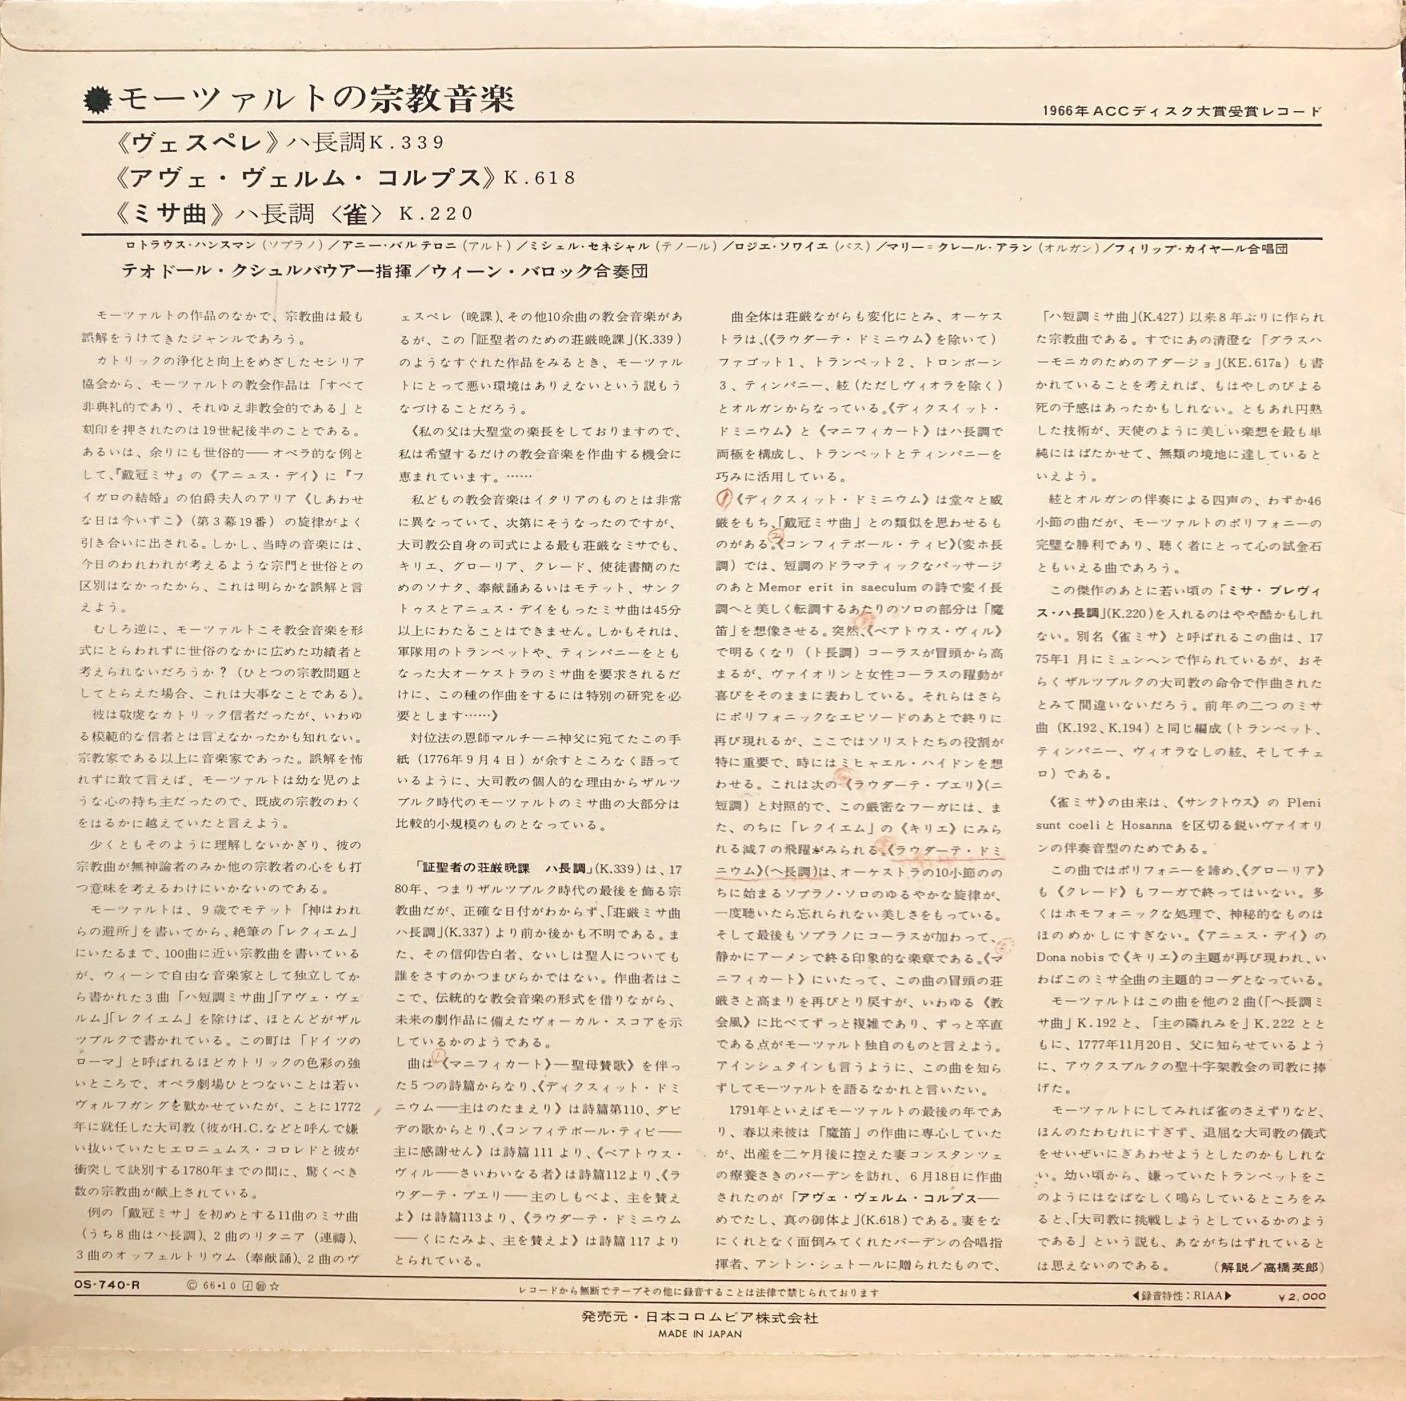 モーツァルトの宗教音楽
1966年ACCディスク大賞受賞レコード
《ヴェスペレ》ハ長調K.339
《アヴェ・ヴェルム・コルプス》K.618
《ミサ曲》ハ長調〈雀〉K.220
ロトラウス・ハンスマン(ソプラノ)/アニー・バルテロニ(アルト)/ミシェル・セネシャル(テノール)/ロジエ・ソワイエ(バス)/マリー=クレール・アラン(オルガン)/フィリップ・カイヤール合唱団
テオドール・クシュルバウアー指揮/ウィーン・バロック合奏団
モーツァルトの作品のなかで、宗教曲は最も
誤解をうけてきたジャンルであろう。
カトリックの浄化と向上をめざしたセシリア
協会から、モーツァルトの教会作品は「すべて
非典礼的であり、それゆえ非教会的である」と
刻印を押されたのは19世紀後半のことである。
あるいは、余りにも世俗的──オペラ的な例と
して、『戴冠ミサ』の《アニュス・デイ》に『フ
イガロの結婚』の伯爵夫人のアリア《しあわせ
な日は今いずこ》(第3幕19番)の旋律がよく
引き合いに出される。しかし、当時の音楽には、
今日のわれわれが考えるような宗門と世俗との
区別はなかったから、これは明らかな誤解と言
えよう。
むしろ逆に、モーツァルトこそ教会音楽を形
式にとらわれずに世俗のなかに広めた功績者と
考えられないだろうか?(ひとつの宗教問題と
してとらえた場合、これは大事なことである)。
彼は敬虔なカトリック信者だったが、いわゆ
る模範的な信者とは言えなかったかも知れない。
宗教家である以上に音楽家であった。誤解を怖
れずに敢て言えば、モーツァルトは幼な児のよ
うな心の持ち主だったので、既成の宗教のわく
をはるかに越えていたと言えよう。
少くともそのように理解しないかぎり、彼の
宗教曲が無神論者のみか他の宗教者の心をも打
つ意味を考えるわけにいかないのである。
モーツァルトは、9歳でモテット「神はわれ
らの避所」を書いてから、絶筆の「レクィエム」
にいたるまで、100曲に近い宗教曲を書いている
が、ウィーンで自由な音楽家として独立してか
ら書かれた3曲「ハ短調ミサ曲」「アヴェ・ヴェ
ルム」「レクイエム」を除けば、ほとんどがザル
ツブルクで書かれている。この町は「ドイツの
ローマ」と呼ばれるほどカトリックの色彩の強
いところで、オペラ劇場ひとつないことは若い
ヴォルフガングを歎かせていたが、ことに1772
年に就任した大司教(彼がH.C.などと呼んで嫌
い抜いていたヒエロニュムス・コロレドと彼が
衝突して訣別する1780年までの間に、驚くべき
数の宗教曲が献上されている。
例の「戴冠ミサ」を初めとする11曲のミサ曲
(うち8曲はハ長調)、2曲のリタニア(連禱)、
3曲のオッフェルトリウム(奉献誦)、2曲のヴ
ェスペレ(晩課)、その他10余曲の教会音楽があ
るが、この「証聖者のための荘厳晩課」(K.339)
のようなすぐれた作品をみるとき、モーツァル
トにとって悪い環境はありえないという説もう
なづけることだろう。
《私の父は大聖堂の楽長をしておりますので、
私は希望するだけの教会音楽を作曲する機会に
恵まれています。……
私どもの教会音楽はイタリアのものとは非常
に異なっていて、次第にそうなったのですが、
大司教公自身の司式による最も荘厳なミサでも、
キリエ、グローリア、クレード、使徒書簡のた
めのソナタ、奉献誦あるいはモテット、サンク
トゥスとアニュス・デイをもったミサ曲は45分
以上にわたることはできません。しかもそれは、
軍隊用のトランペットや、ティンパニーをとも
なった大オーケストラのミサ曲を要求されるだ
けに、この種の作曲をするには特別の研究を必
要とします……》
対位法の恩師マルチーニ神父に宛てたこの手
紙(1776年9月4日)が余すところなく語って
いるように、大司教の個人的な理由からザルツ
ブルク時代のモーツァルトのミサ曲の大部分は
比較的小規模のものとなっている。
「証聖者の荘厳晩課 ハ長調」(K.339)は、17
80年、つまりザルツブルク時代の最後を飾る宗
教曲だが、正確な日付がわからず、「荘厳ミサ曲
ハ長調」(K.337)より前か後かも不明である。ま
た、その信仰告白者、ないしは聖人についても
誰をさすのかつまびらかではない。作曲者はこ
こで、伝統的な教会音楽の形式を借りながら、
未来の劇作品に備えたヴォーカル・スコアを示
しているかのようである。
曲は《マニフィカート》─聖母賛歌》を伴っ
た5つの詩篇からなり、《ディクスィット・ドミ
ニウム──主はのたまえり》は詩篇第110、ダビ
デの歌からとり、《コンフィテボール・ティビ──
主に感謝せん》は詩篇111より、《ベアトゥス・
ヴィル──さいわいなる者》は詩篇112より、《ラ
ウダーテ・プエリ──主のしもべよ、主を賛え
よ》は詩篇113より、《ラウダーテ・ドミニウム
──くにたみよ、主を賛えよ》は詩篇117より
とられている。
曲全体は荘厳ながらも変化にとみ、オーケス
トラは、(《ラウダーテ・ドミニウム》を除いて)
ファゴット1、トランペット2、トロンボーン
3、ティンパニー、絃(ただしヴィオラを除く)
とオルガンからなっている。《ディクスイット・
ドミニウム》と《マニフィカート》はハ長調で
両極を構成し、トランペットとティンパニーを
巧みに活用している。
《ディクスィット・ドミニウム》は堂々と威
厳をもち、「戴冠ミサ曲」との類似を思わせるも
のがある。《コンフィテボール・ティビ》(変ホ長
調)では、短調のドラマティックなパッサージ
のあとMemor erit in saeculumの詩で変イ長
調へと美しく転調するあたりのソロの部分は「魔
笛」を想像させる。突然、《ベアトウス・ヴィル》
で明るくなり(ト長調)コーラスが冒頭から高
まるが、ヴァイオリンと女性コーラスの躍動が
喜びをそのままに表わしている。それらはさら
にポリフォニックなエピソードのあとで終りに
再び現れるが、ここではソリストたちの役割が
特に重要で、時にはミヒャエル・ハイドンを想
わせる。これは次の《ラウダーテ・プエリ》(ニ
短調)と対照的で、この厳密なフーガには、ま
た、のちに「レクイエム」の《キリエ》にみら
れる減7の飛躍がみられる。《ラウダーテ・ドミ
ニウム》(ヘ長調)は、オーケストラの10小節のの
ちに始まるソプラノ・ソロのゆるやかな旋律が、
一度聴いたら忘れられない美しさをもっている。
そして最後もソプラノにコーラスが加わって、
静かにアーメンで終る印象的な楽章である。《マ
ニフィカート》にいたって、この曲の冒頭の荘
厳さと高まりを再びとり戻すが、いわゆる《教
会風》に比べてずっと複雑であり、ずっと卒直
である点がモーツァルト独自のものと言えよう。
アインシュタインも言うように、この曲を知ら
ずしてモーツァルトを語るなかれと言いたい。
1791年といえばモーツァルトの最後の年であ
り、春以来彼は「魔笛」の作曲に専心していた
が、出産を二ヶ月後に控えた妻コンスタンツェ
の療養さきのバーデンを訪れ、6月18日に作曲
されたのが「アヴェ・ヴェルム・コルプス──
めでたし、真の御体よ」(K.618)である。妻をな
にくれとなく面倒みてくれたバーデンの合唱指
揮者、アントン・シュトールに贈られたもので、
「ハ短調ミサ曲」(K.427)以来8年ぶりに作られ
た宗教曲である。すでにあの清澄な「グラスハ
ーモニカのためのアダージョ」(KE.617a)も書
かれていることを考えれば、もはやしのびよる
死の予感はあったかもしれない。ともあれ円熟
した技術が、天使のように美しい楽想を最も単
純にはばたかせて、無類の境地に達していると
いえよう。
絃とオルガンの伴奏による四声の、わずか46
小節の曲だが、モーツァルトのポリフォニーの
完璧な勝利であり、聴く者にとって心の試金石
ともいえる曲であろう。
この傑作のあとに若い頃の「ミサ・ブレヴィ
ス・ハ長調」(K.220)を入れるのはやや酷かもしれ
ない。別名《雀ミサ》と呼ばれるこの曲は、17
75年1月にミュンヘンで作られているが、おそ
らくザルツブルクの大司教の命令で作曲された
とみて間違いないだろう。前年の二つのミサ
曲(K.192、K.194)と同じ編成(トランペット、
ティンパニー、ヴィオラなしの絃、そしてチェ
ロ)である。
《雀ミサ》の由来は、《サンクトウス》の Pleni
sunt coeliと Hosanna を区切る鋭いヴァイオリ
ンの伴奏音型のためである。
この曲ではポリフォニーを諦め、《グローリア》
も《クレード》もフーガで終ってはいない。多
くはホモフォニックな処理で、神秘的なものは
ほのめかしにすぎない。《アニュス・デイ》の
Dona nobisで《キリエ》の主題が再び現われ、い
わばこのミサ全曲の主題的コーダとなっている。
モーツァルトはこの曲を他の2曲(「ヘ長調ミ
サ曲」K.192と、「主の隣れみを」K.222とと
もに、1777年11月20日、父に知らせているよう
に、アウクスブルクの聖十字架教会の司教に捧
げた。
モーツァルトにしてみれば雀のさえずりなど、
ほんのたわむれにすぎず、退屈な大司教の儀式
をせいぜいにぎあわせようとしたのかもしれな
い。幼い頃から、嫌っていたトランペットをこ
のようにはなばなしく鳴らしているところをみ
ると、「大司教に挑戦しようとしているかのよう
である」という説も、あながちはずれていると
は思えないのである。 (解説/高橋英郎)
OS-740-R
© 66・10
レコードから無断でテープその他に録音することは法律で禁じられております
◀録音特性:RIAA▶
¥2,000
発売元・日本コロムビア株式会社
MADE IN JAPAN